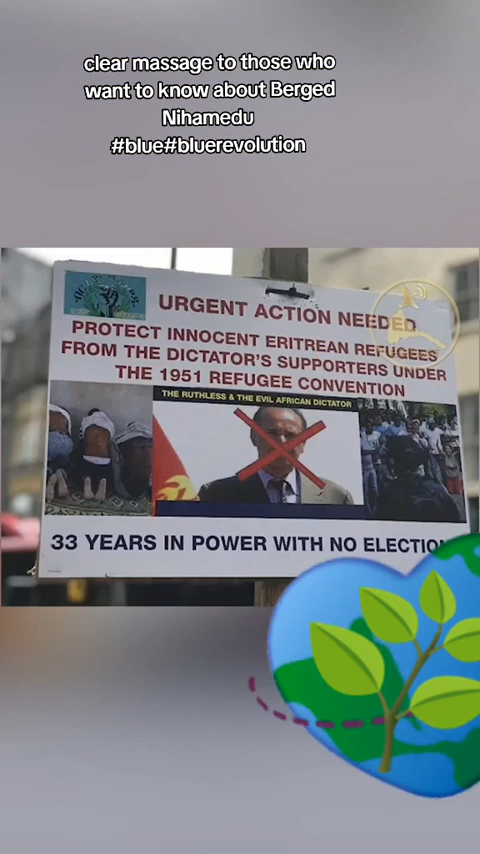 clear massage to those who
want to know about Berged
Nihamedu
#blue#bluerevolution
URGENT ACTION NEEDED
PROTECT INNOCENT ERITREAN REFUGEES
FROM THE DICTATOR'S SUPPORTERS UNDER
THE 1951 REFUGEE CONVENTION
THE RUTHLESS & THE EVIL AFRICAN DICTATOR
33 YEARS IN POWER WITH NO ELECTIO